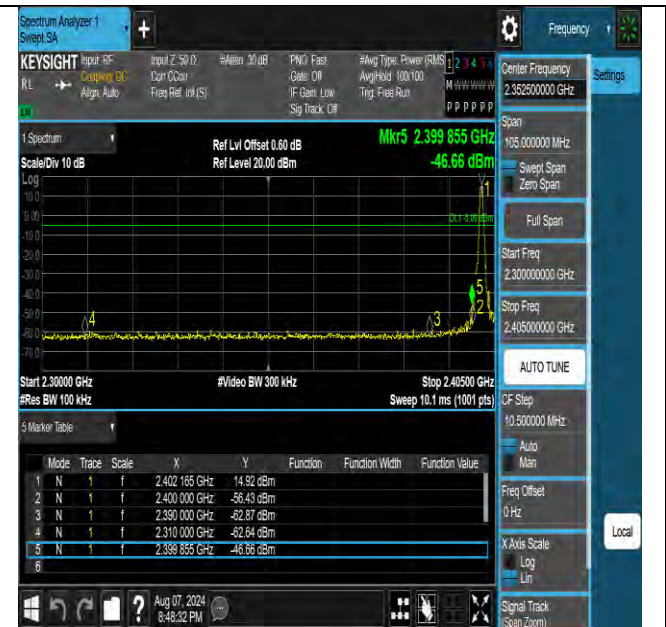 Spectrum Analyzer 1
Swept SA
+
Frequency
KEYSIGHT Input: RF
RL
Coupling: DC
Align: Auto
Input Z: 50 Ω
Corr CCorr
Freq Ref: Int (S)
#Atten: 30 dB
PNO: Fast
Gate: Off
IF Gain: Low
Sig Track: Off
#Avg Type: Power (RMS)
Avg|Hold: 100/100
Trig: Free Run
1 2 3 4 5 6
M W W W W W
P P P P P P
1 Spectrum
Scale/Div 10 dB
Ref Lvl Offset 0.60 dB
Ref Level 20.00 dBm
Mkr5 2.399 855 GHz
-46.66 dBm
Log
10.0
0.00
-10.0
-20.0
-30.0
-40.0
-50.0
-60.0
-70.0
1
5
2
3
4
Start 2.30000 GHz
#Res BW 100 kHz
#Video BW 300 kHz
Stop 2.40500 GHz
Sweep 10.1 ms (1001 pts)
5 Marker Table
Mode Trace Scale X Y Function Function Width Function Value
1 N 1 f 2.402 165 GHz 14.92 dBm
2 N 1 f 2.400 000 GHz -56.43 dBm
3 N 1 f 2.390 000 GHz -62.87 dBm
4 N 1 f 2.310 000 GHz -62.64 dBm
5 N 1 f 2.399 855 GHz -46.66 dBm
6
Aug 07, 2024
8:48:32 PM
?
Center Frequency
2.352500000 GHz
Settings
Span
105.000000 MHz
Swept Span
Zero Span
Full Span
Start Freq
2.300000000 GHz
Stop Freq
2.405000000 GHz
AUTO TUNE
CF Step
10.500000 MHz
Auto
Man
Freq Offset
0 Hz
X Axis Scale
Log
Lin
Local
Signal Track
(Span Zoom)